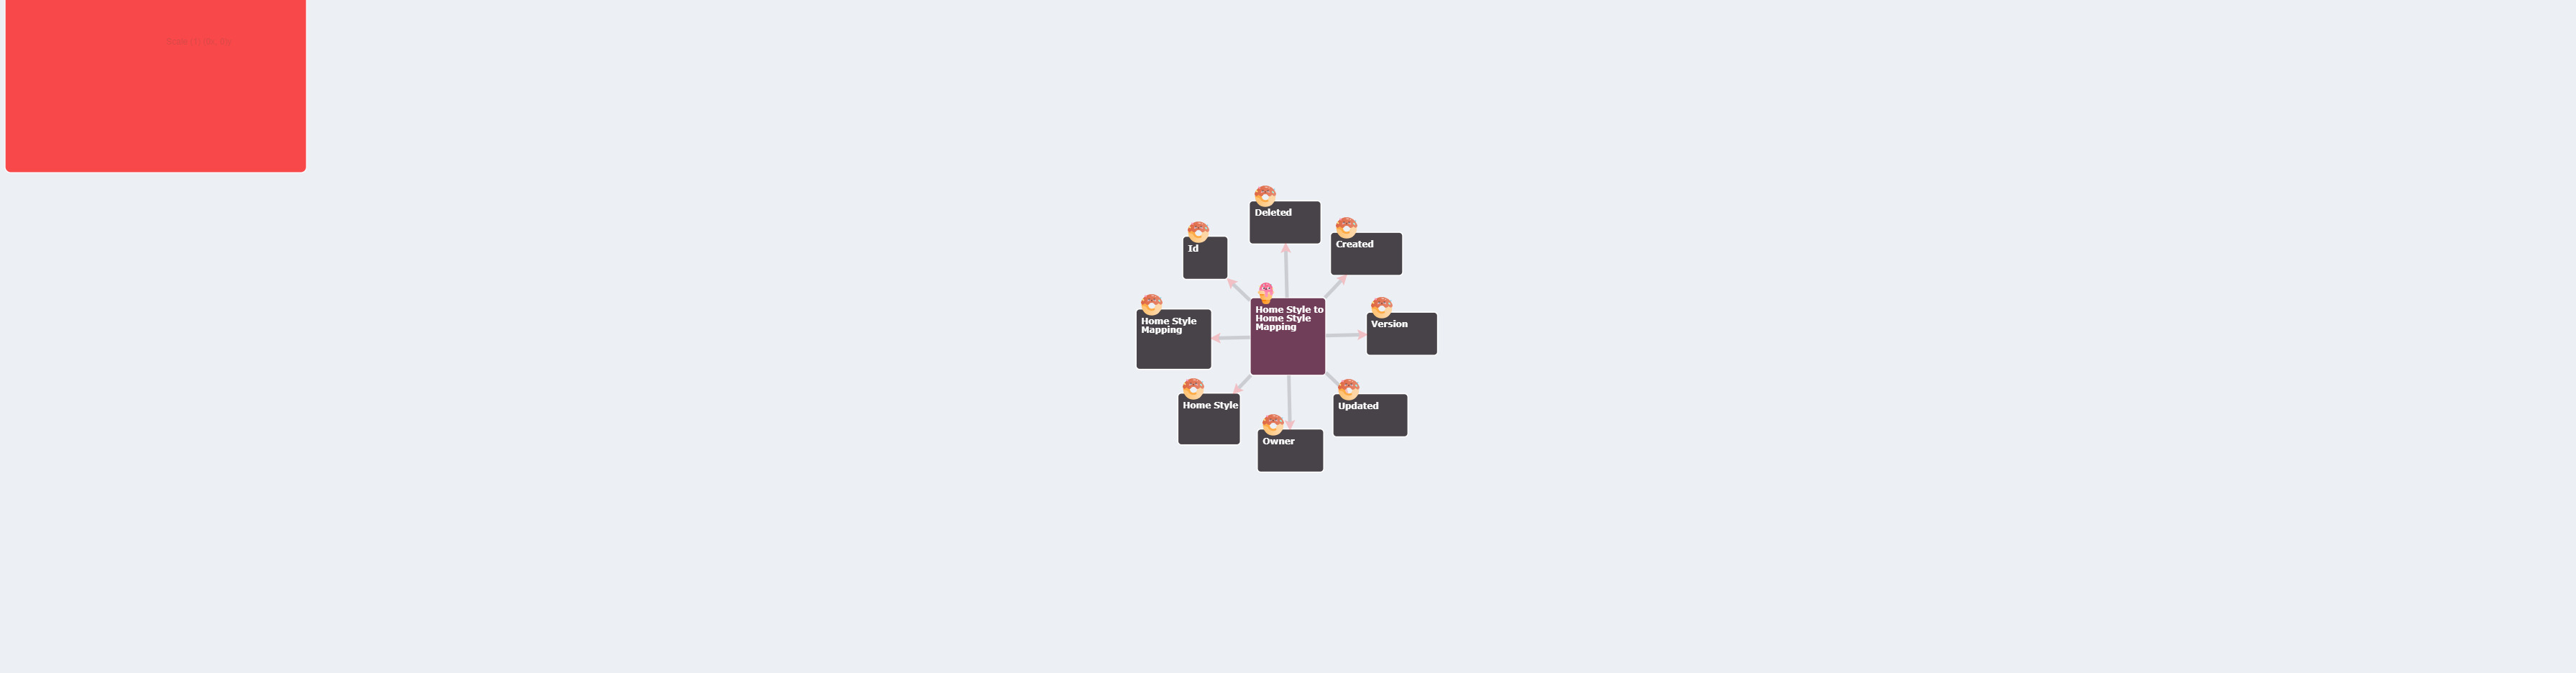 Deleted
Created
Id
Home Style to
Home Style
Mapping
Home Style
Mapping
Version
Home Style
Updated
Owner